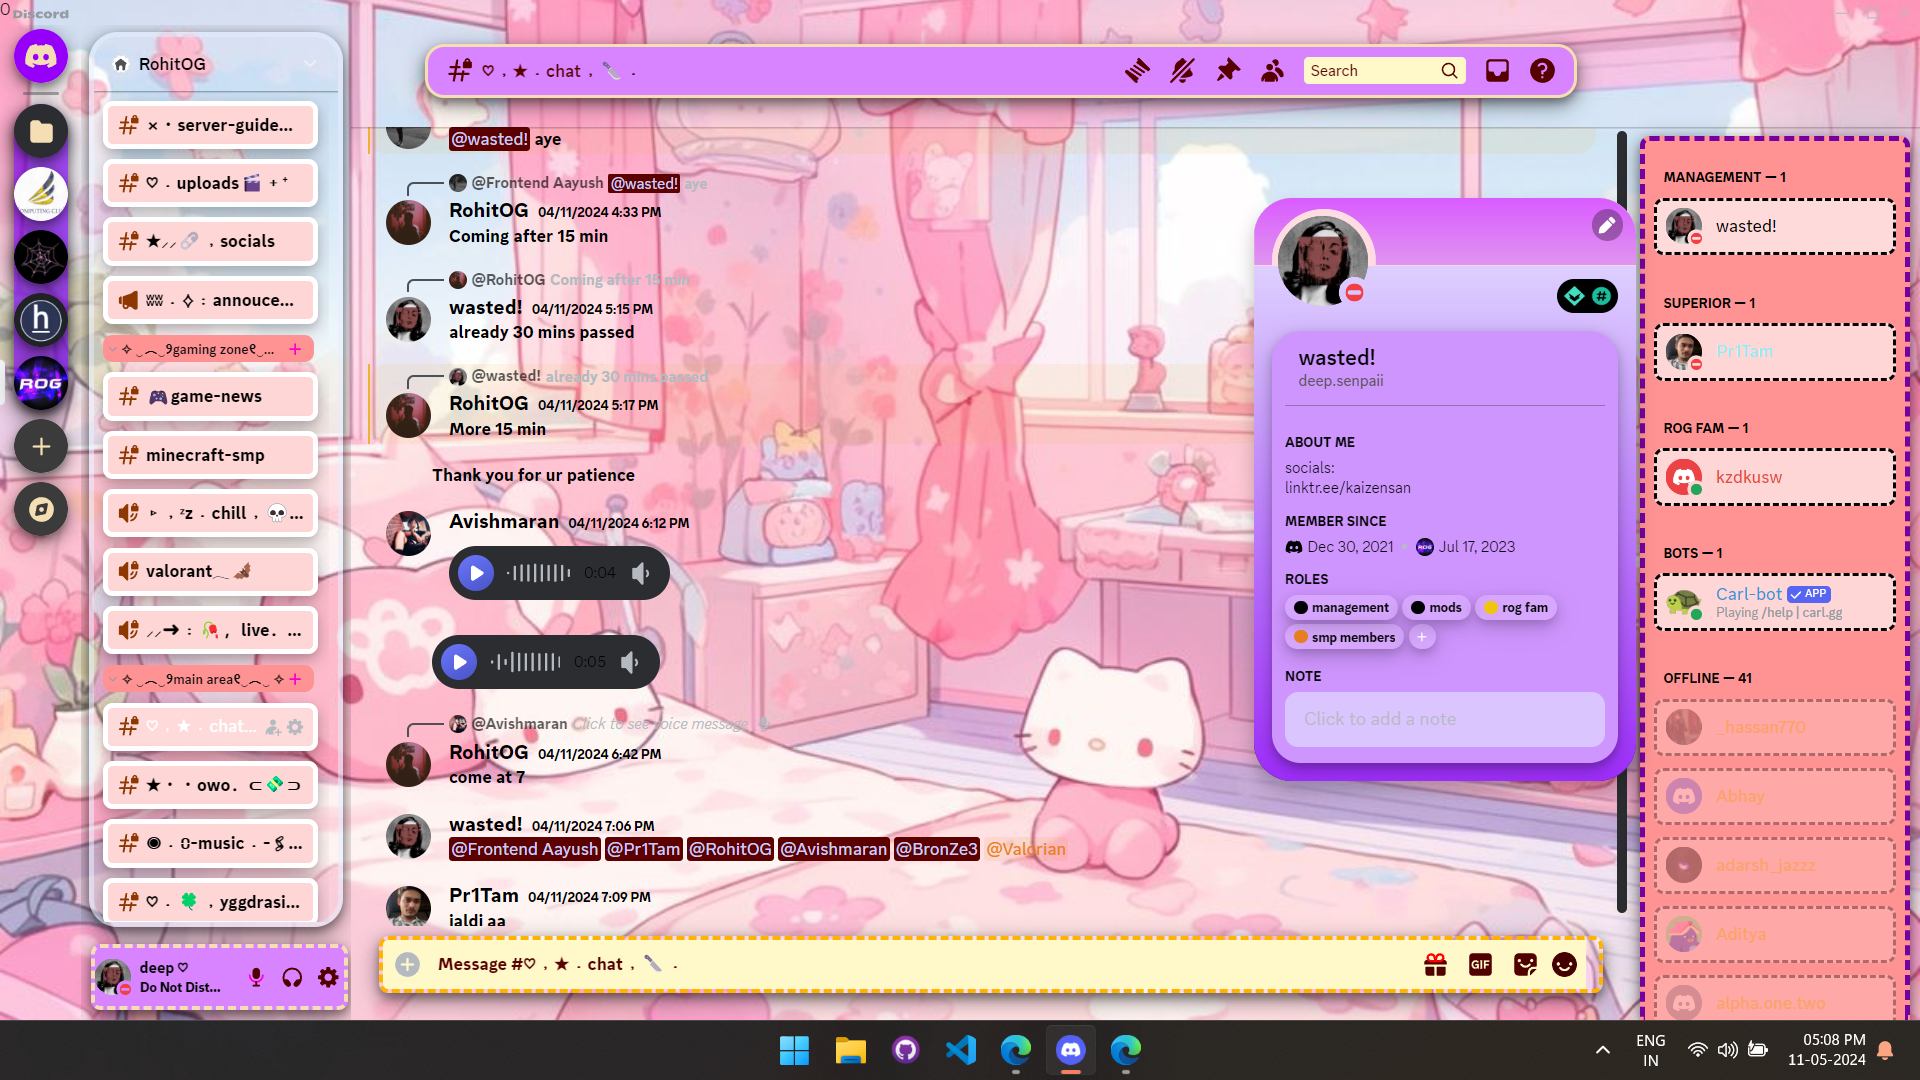 Discord
RohitOG
× · server-guide...
♡ . uploads 🎬 + ⁺
★ ,, 🔗 , socials
. ✧ : annouce...
gaming zone
🎮 game-news
minecraft-smp
▹ , ᶻz . chill , 💀...
valorant
,,➜ : 🥀 , live. ...
main area
♡ , ★ . chat...
★ · · owo. ⊂ 💸 ⊃
◉ . 0-music . - 𝄞...
♡ . 🍀 , yggdrasi...
deep ♡
Do Not Dist...
♡ , ★ . chat , 🔪 .
Search
@wasted! aye
@Frontend Aayush @wasted! aye
RohitOG 04/11/2024 4:33 PM
Coming after 15 min
@RohitOG Coming after 15 min
wasted! 04/11/2024 5:15 PM
already 30 mins passed
@wasted! already 30 mins passed
RohitOG 04/11/2024 5:17 PM
More 15 min
Thank you for ur patience
Avishmaran 04/11/2024 6:12 PM
0:04
0:05
@Avishmaran Click to see voice message
RohitOG 04/11/2024 6:42 PM
come at 7
wasted! 04/11/2024 7:06 PM
@Frontend Aayush @Pr1Tam @RohitOG @Avishmaran @BronZe3 @Valorian
Pr1Tam 04/11/2024 7:09 PM
jaldi aa
Message #♡ , ★ . chat , 🔪 .
GIF
wasted!
deep.senpaii
ABOUT ME
socials:
linktr.ee/kaizensan
MEMBER SINCE
Dec 30, 2021 • Jul 17, 2023
ROLES
management mods rog fam
smp members +
NOTE
Click to add a note
MANAGEMENT — 1
wasted!
SUPERIOR — 1
Pr1Tam
ROG FAM — 1
kzdkusw
BOTS — 1
Carl-bot ✓ APP
Playing /help | carl.gg
OFFLINE — 41
_hassan770
Abhay
adarsh_jazzz
Aditya
alpha.one.two
ROG
ENG
IN
05:08 PM
11-05-2024